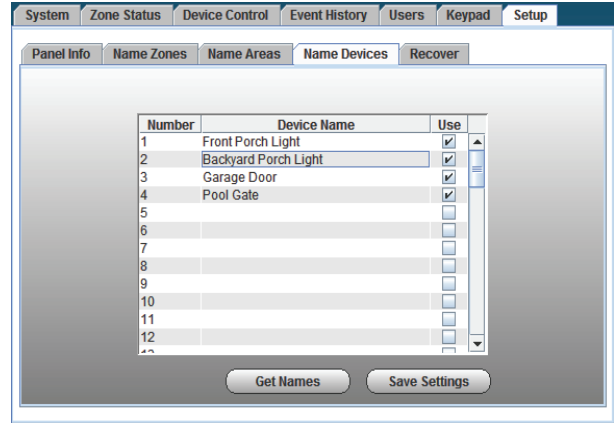 System Zone Status Device Control Event History Users Keypad Setup
Panel Info Name Zones Name Areas Name Devices Recover
Number Device Name Use
1 Front Porch Light
2 Backyard Porch Light
3 Garage Door
4 Pool Gate
5
6
7
8
9
10
11
12
Get Names Save Settings